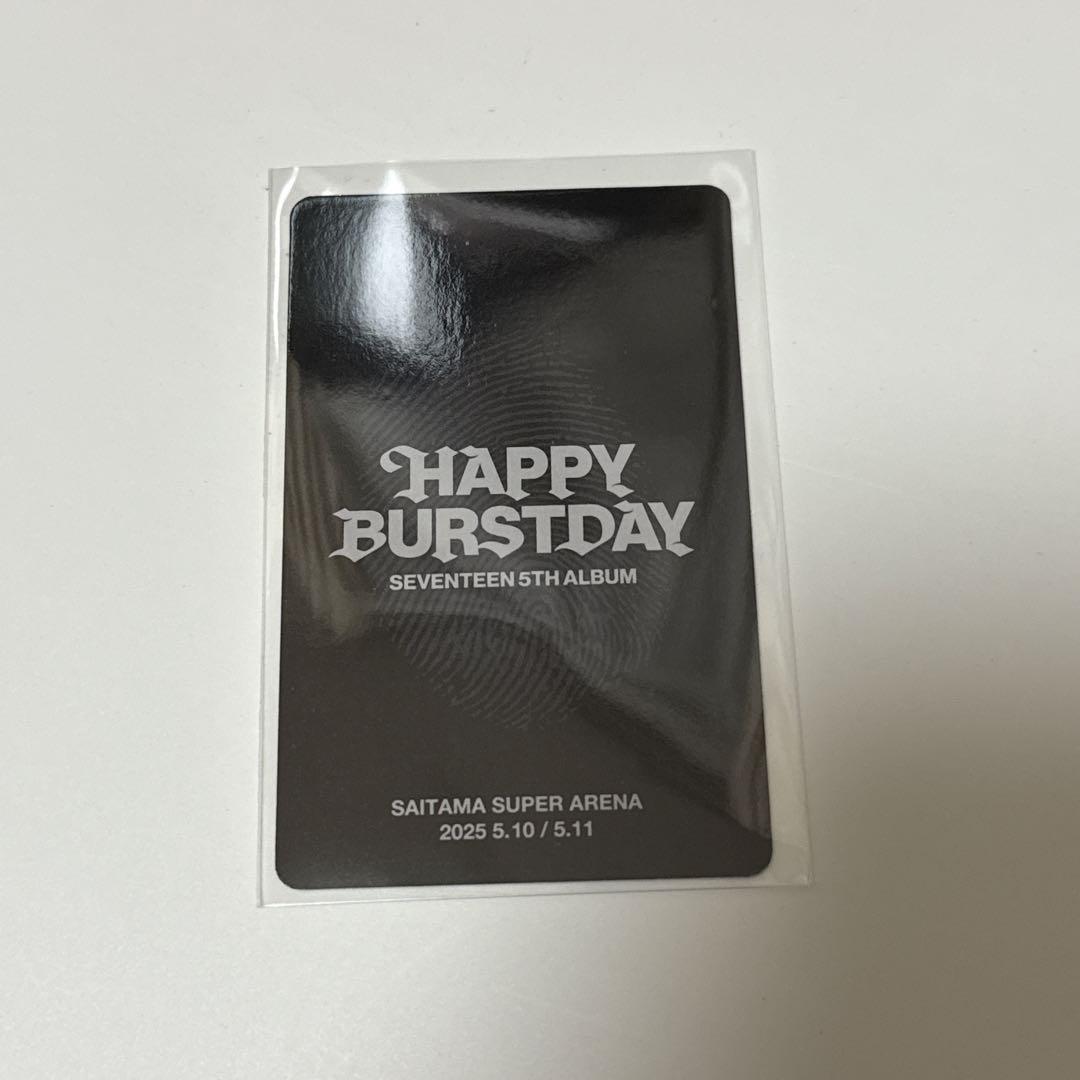 HAPPY
BURSTDAY
SEVENTEEN 5TH ALBUM
SAITAMA SUPER ARENA
2025 5.10 / 5.11